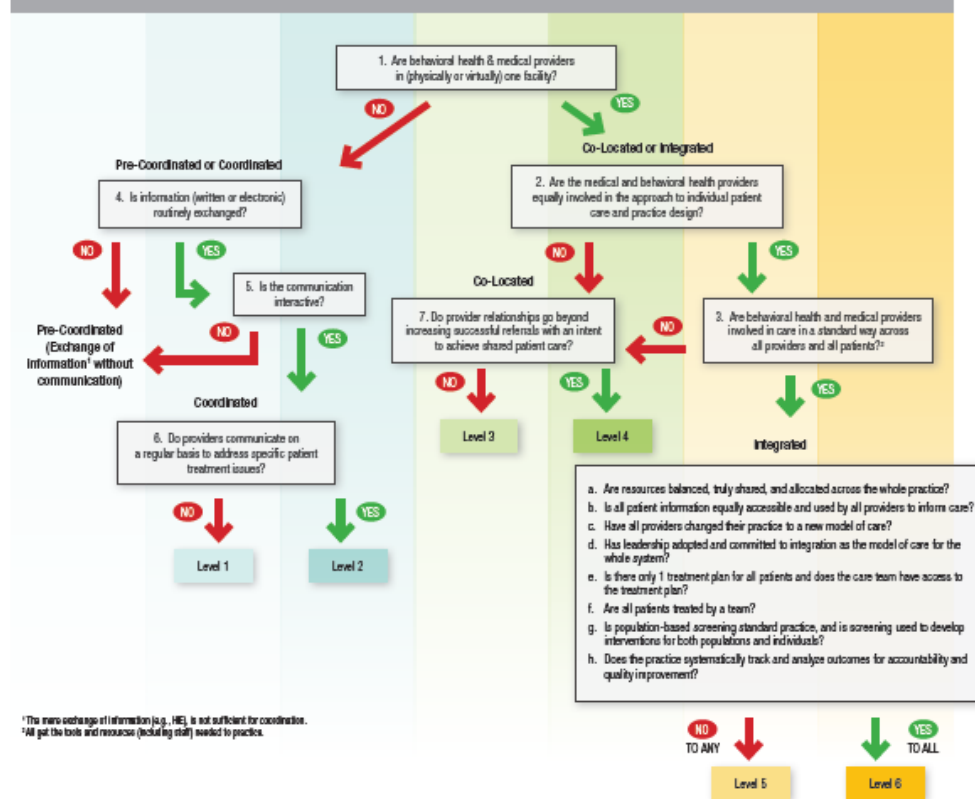 1. Are behavioral health & medical providers
in (physically or virtually) one facility?
NO
YES
Pre-Coordinated or Coordinated
Co-Located or Integrated
4. Is information (written or electronic)
routinely exchanged?
2. Are the medical and behavioral health providers
equally involved in the approach to individual patient
care and practice design?
NO
YES
NO
YES
Co-Located
5. Is the communication
interactive?
7. Do provider relationships go beyond
increasing successful referrals with an intent
to achieve shared patient care?
3. Are behavioral health and medical providers
involved in care in a standard way across
all providers and all patients?²
NO
YES
NO
Pre-Coordinated
(Exchange of
Information¹ without
communication)
NO
YES
YES
Coordinated
6. Do providers communicate on
a regular basis to address specific patient
treatment issues?
Level 3
Level 4
Integrated
NO
YES
Level 1
Level 2
a. Are resources balanced, truly shared, and allocated across the whole practice?
b. Is all patient information equally accessible and used by all providers to inform care?
c. Have all providers changed their practice to a new model of care?
d. Has leadership adopted and committed to integration as the model of care for the
whole system?
e. Is there only 1 treatment plan for all patients and does the care team have access to
the treatment plan?
f. Are all patients treated by a team?
g. Is population-based screening standard practice, and is screening used to develop
interventions for both populations and individuals?
h. Does the practice systematically track and analyze outcomes for accountability and
quality improvement?
¹The mere exchange of information (e.g., HIE), is not sufficient for coordination.
²All get the tools and resources (including staff) needed to practice.
NO
TO ANY
YES
TO ALL
Level 5
Level 6